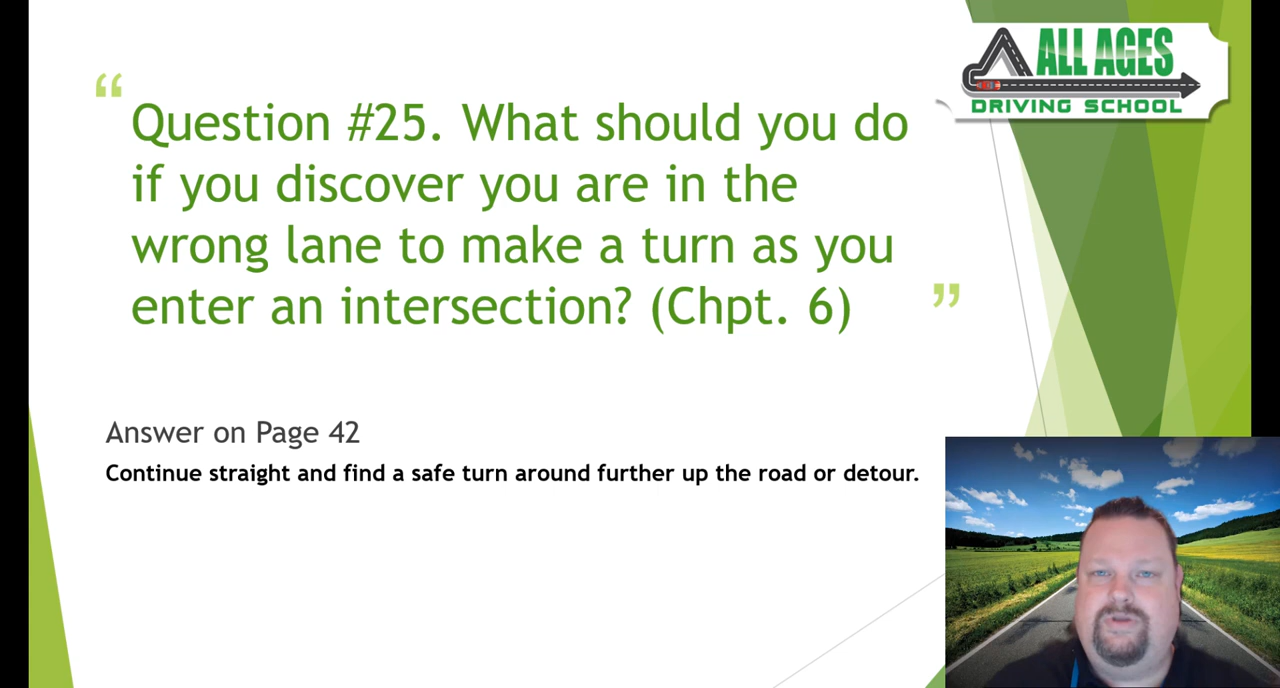 ALL AGES
DRIVING SCHOOL
“
Question #25. What should you do
if you discover you are in the
wrong lane to make a turn as you
enter an intersection? (Chpt. 6)
”
Answer on Page 42
Continue straight and find a safe turn around further up the road or detour.